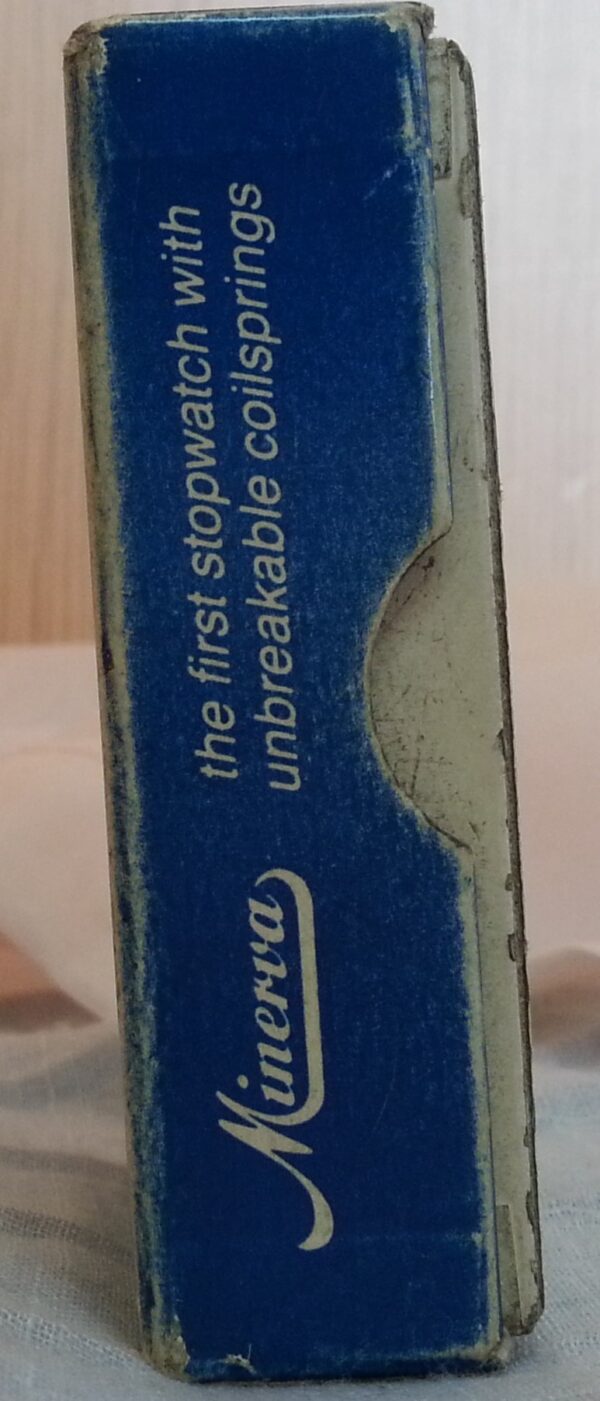 Minerva
the first stopwatch with
unbreakable coilsprings